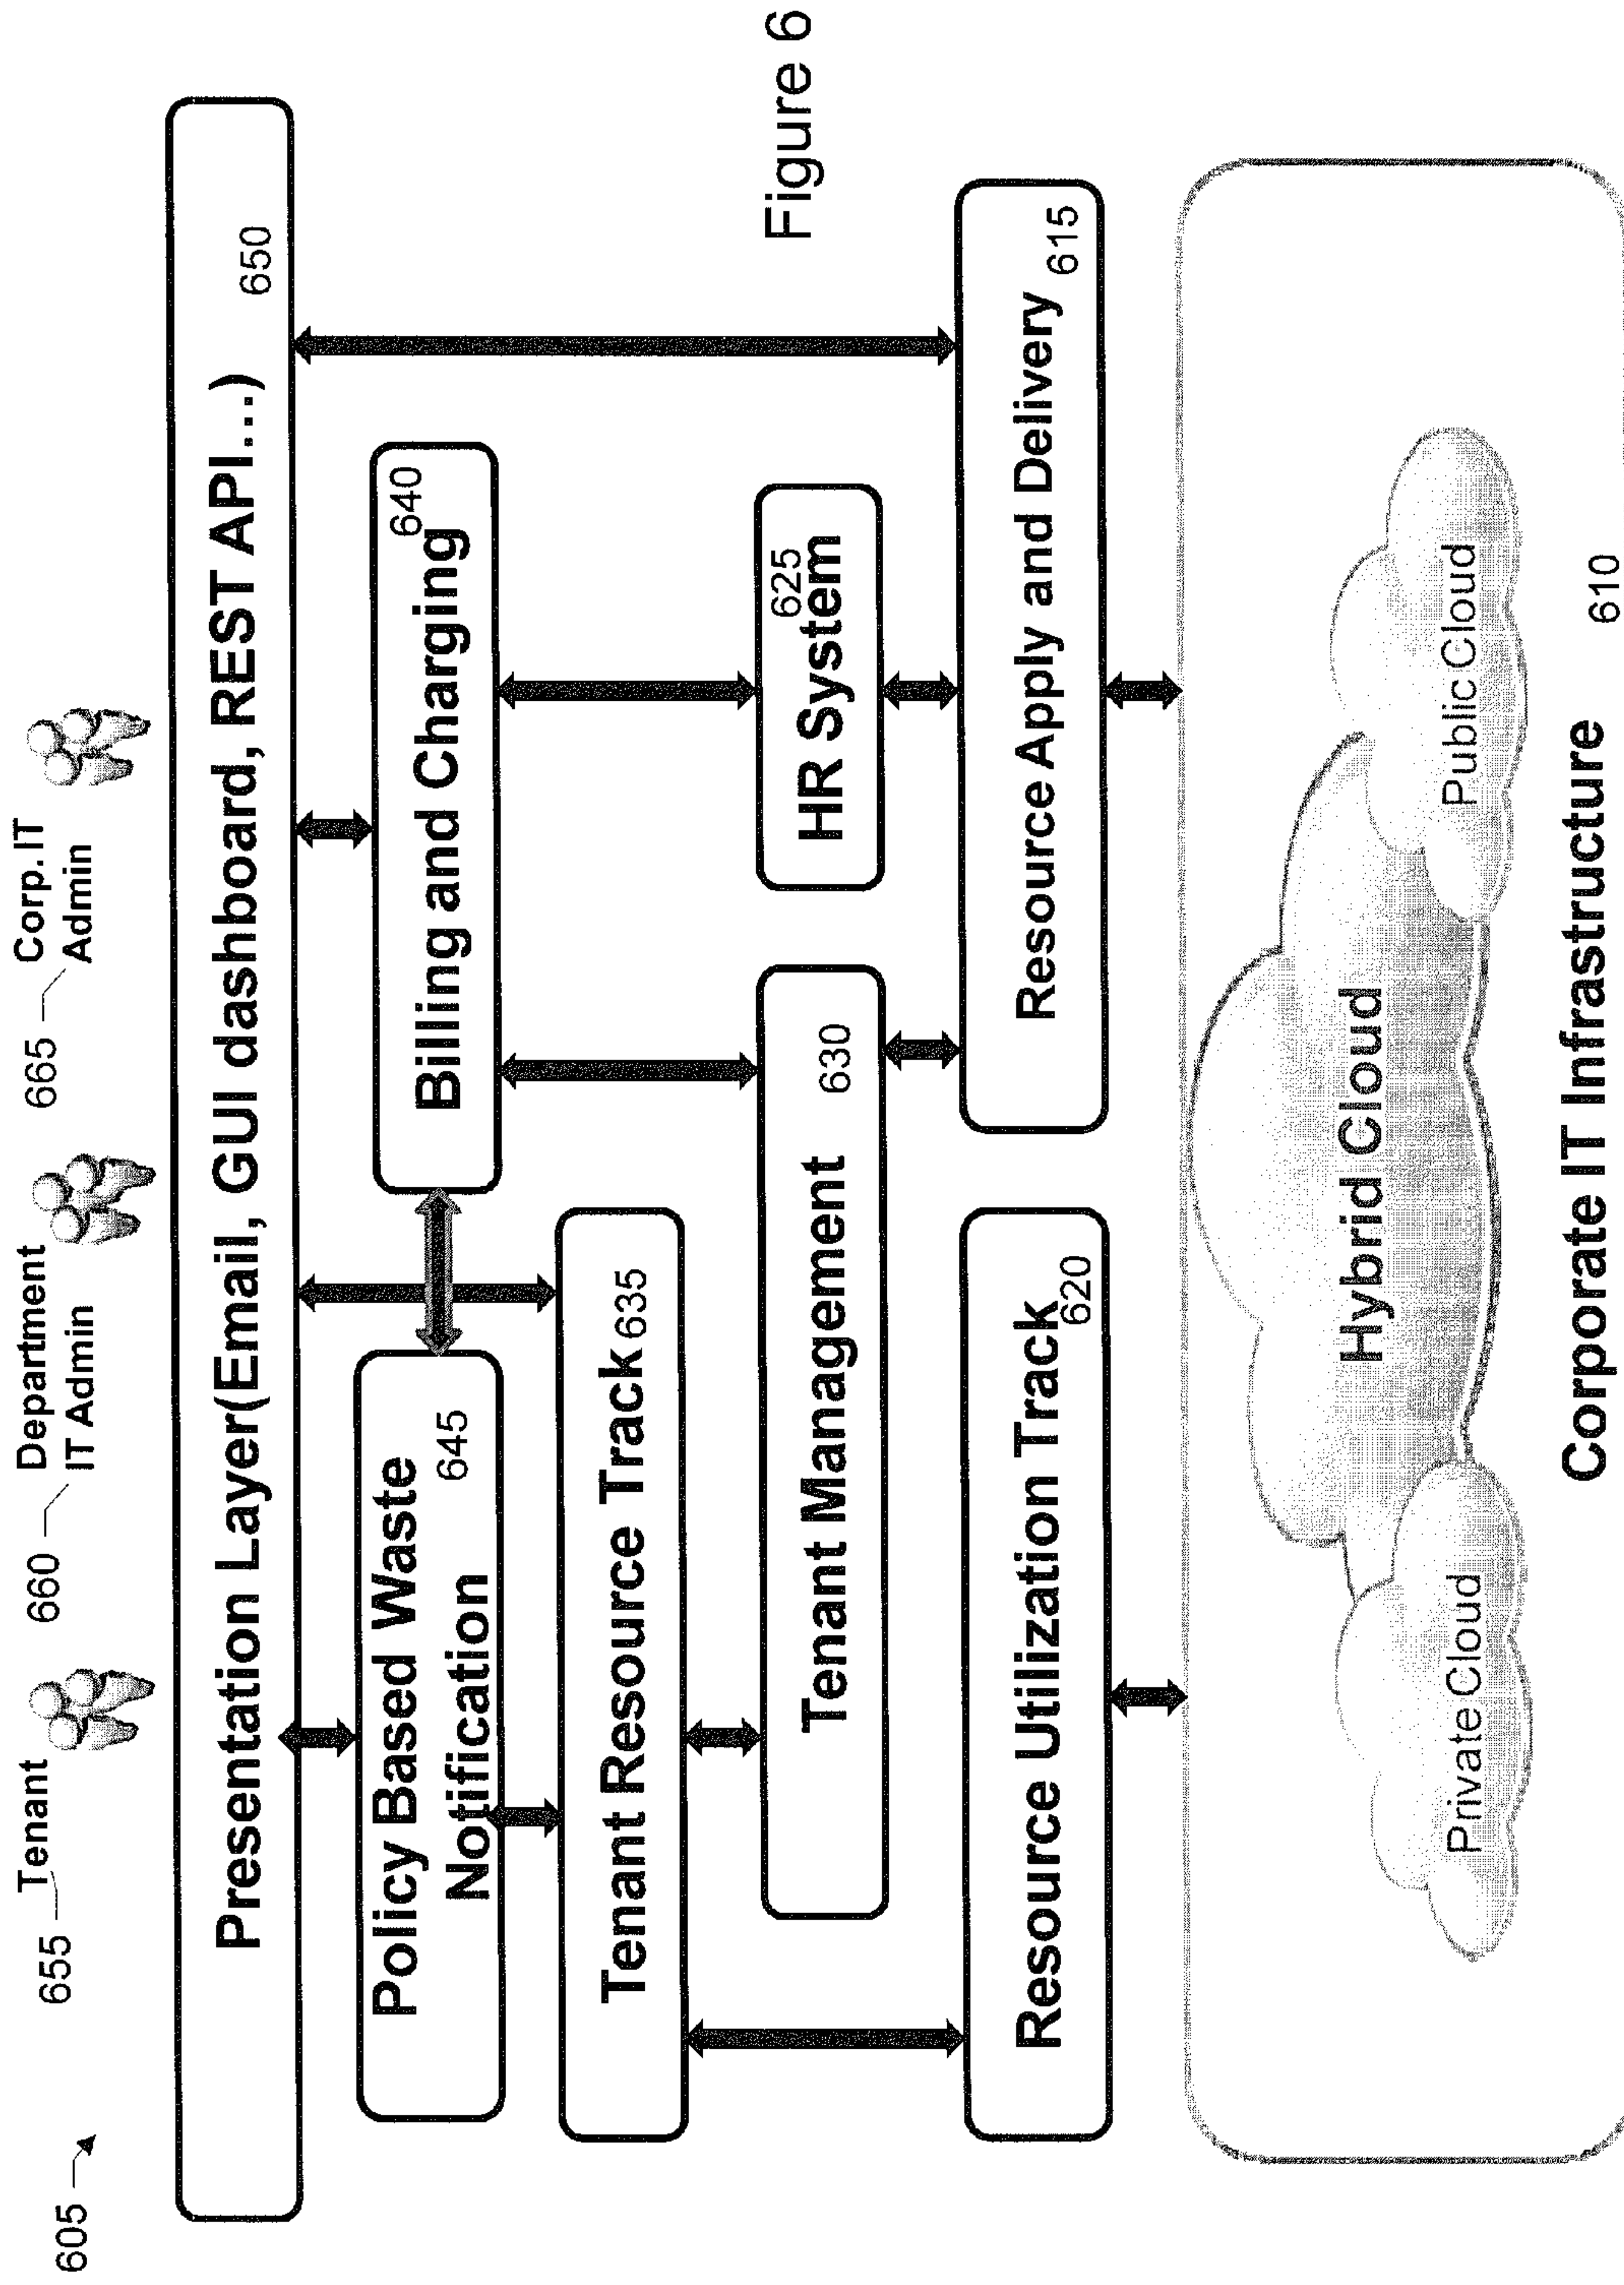 605
655 Tenant
660 Department
IT Admin
665 Corp. IT
Admin
Presentation Layer(Email, GUI dashboard, REST API...)
650
Policy Based Waste
Notification
645
Billing and Charging
640
Tenant Resource Track 635
Tenant Management
630
HR System
625
Resource Utilization Track
620
Resource Apply and Delivery
615
Private Cloud
Hybrid Cloud
Public Cloud
Corporate IT Infrastructure
610
Figure 6